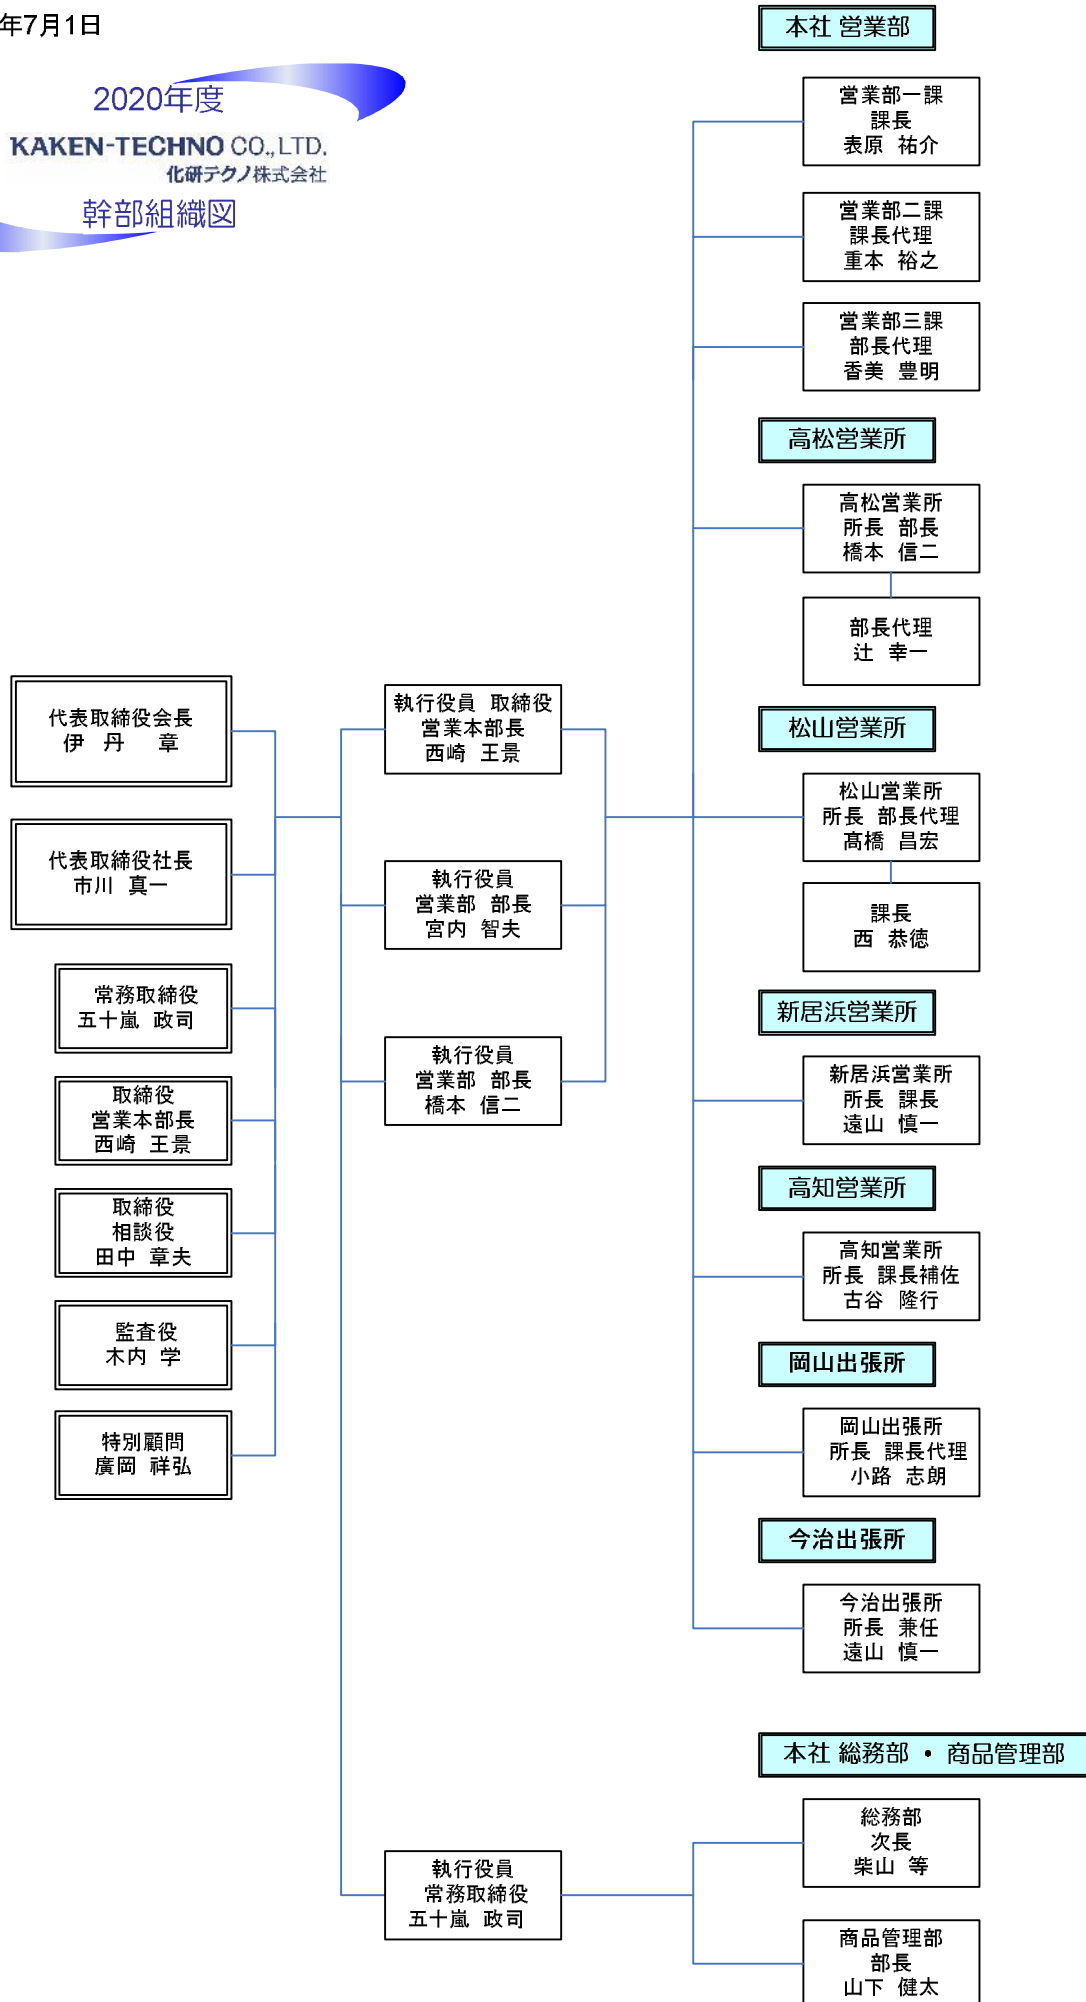 年7月1日
2020年度
KAKEN-TECHNO CO.,LTD.
化研テクノ株式会社
幹部組織図
代表取締役会長
伊 丹 章
代表取締役社長
市川 真一
常務取締役
五十嵐 政司
取締役
営業本部長
西崎 王景
取締役
相談役
田中 章夫
監査役
木内 学
特別顧問
廣岡 祥弘
執行役員 取締役
営業本部長
西崎 王景
執行役員
営業部 部長
宮内 智夫
執行役員
営業部 部長
橋本 信二
執行役員
常務取締役
五十嵐 政司
本社 営業部
営業部一課
課長
表原 祐介
営業部二課
課長代理
重本 裕之
営業部三課
部長代理
香美 豊明
高松営業所
高松営業所
所長 部長
橋本 信二
部長代理
辻 幸一
松山営業所
松山営業所
所長 部長代理
髙橋 昌宏
課長
西 恭徳
新居浜営業所
新居浜営業所
所長 課長
遠山 慎一
高知営業所
高知営業所
所長 課長補佐
古谷 隆行
岡山出張所
岡山出張所
所長 課長代理
小路 志朗
今治出張所
今治出張所
所長 兼任
遠山 慎一
本社 総務部 ・ 商品管理部
総務部
次長
柴山 等
商品管理部
部長
山下 健太